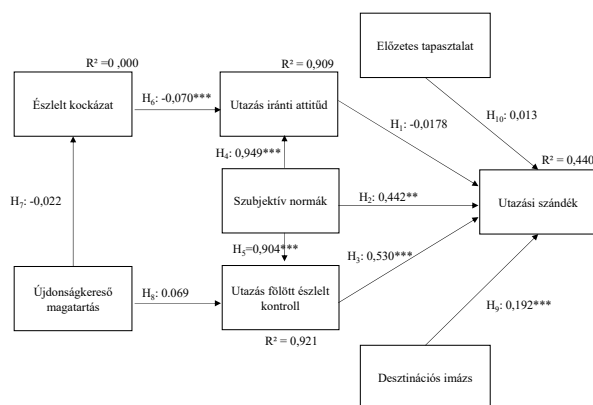 Előzetes tapasztalat
R² =0 ,000
R² = 0,909
Észlelt kockázat
H₆: -0,070***
Utazás iránti attitűd
H₁: -0,0178
H₁₀: 0,013
H₄: 0,949***
R² = 0,440
H₇: -0,022
Szubjektív normák
H₂: 0,442**
Utazási szándék
H₅=0,904***
H₃: 0,530***
Újdonságkereső
magatartás
H₈: 0.069
Utazás fölött észlelt
kontroll
H₉: 0,192***
R² = 0,921
Desztinációs imázs